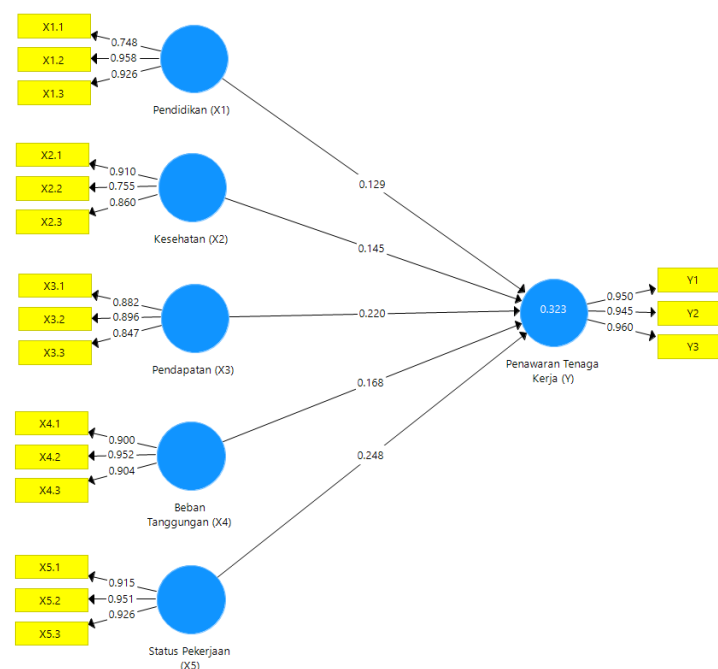 X1.1
0.748
X1.2
0.958
0.926
X1.3
Pendidikan (X1)
X2.1
0.910
X2.2
0.755
0.860
X2.3
Kesehatan (X2)
X3.1
0.882
X3.2
0.896
0.847
X3.3
Pendapatan (X3)
X4.1
0.900
X4.2
0.952
0.904
X4.3
Beban
Tanggungan (X4)
X5.1
0.915
X5.2
0.951
0.926
X5.3
Status Pekerjaan
(X5)
0.129
0.145
0.220
0.168
0.248
0.323
Penawaran Tenaga
Kerja (Y)
0.950
Y1
0.945
Y2
0.960
Y3